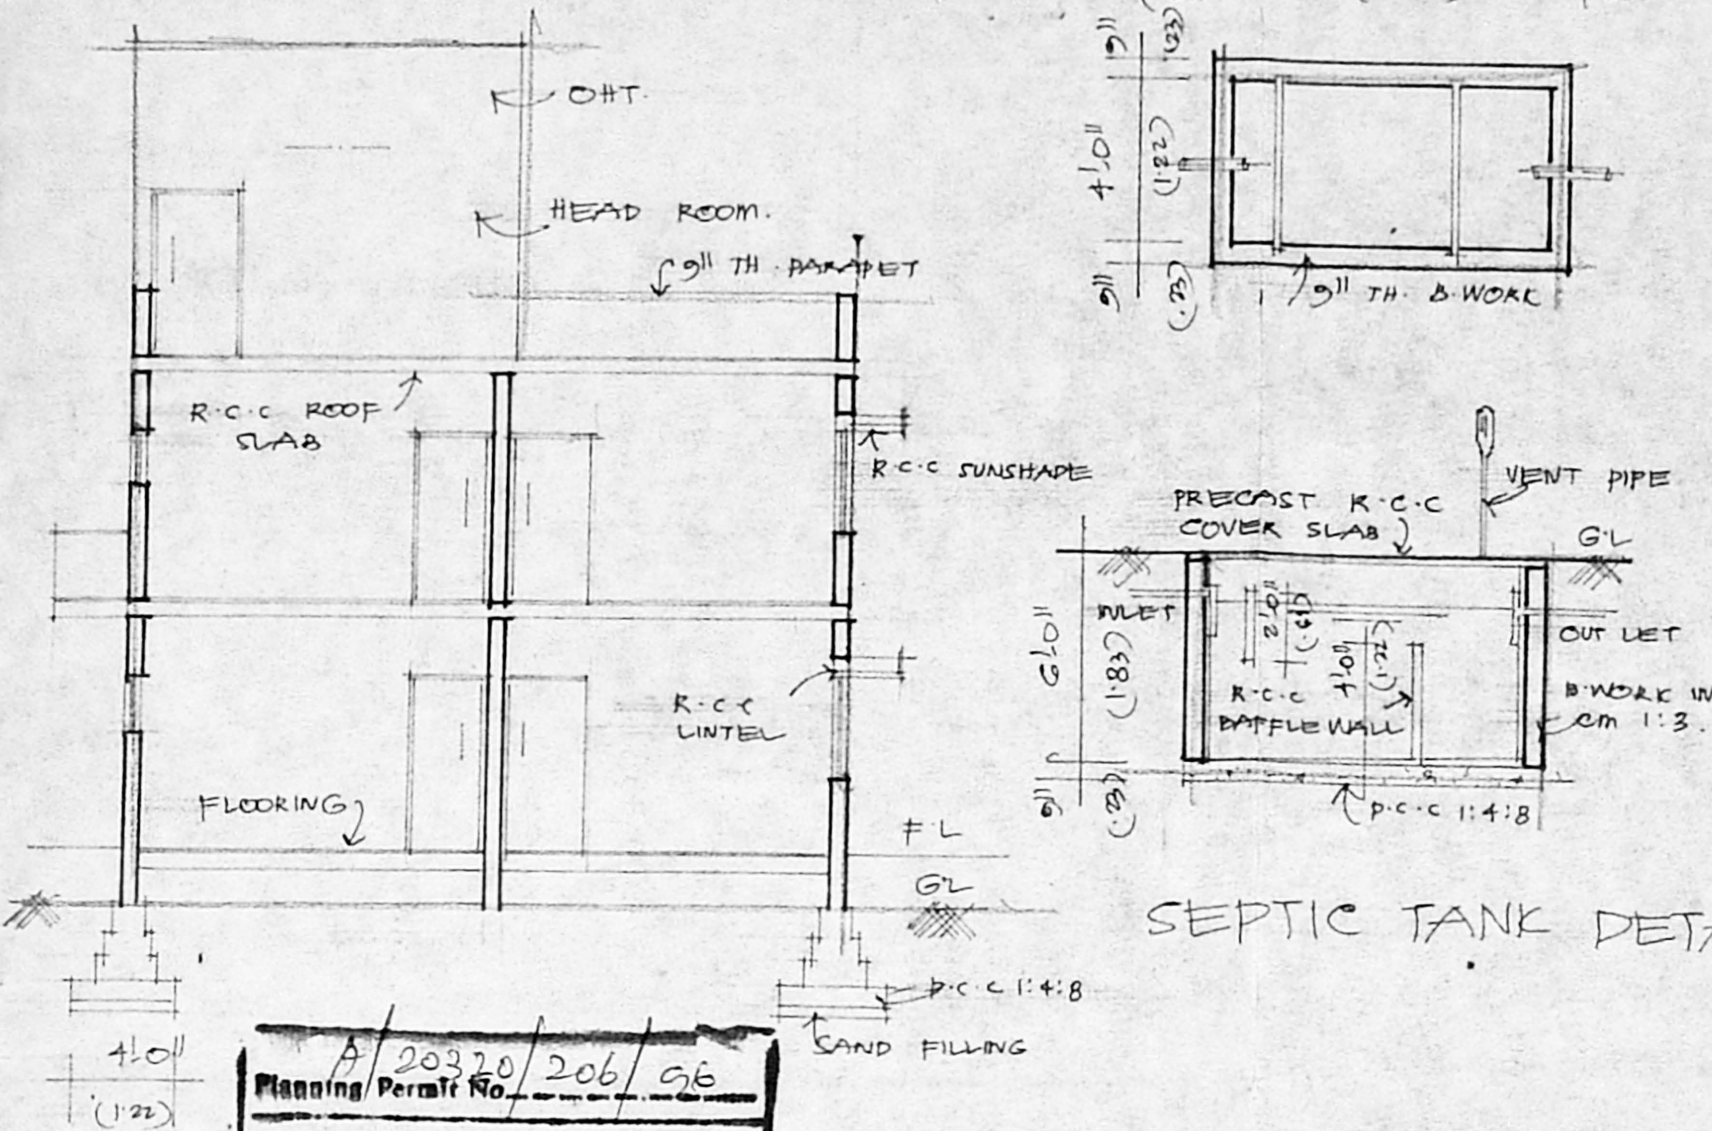 OHT.
HEAD ROOM.
9" TH. PARAPET
R.C.C ROOF
SLAB
R.C.C SUNSHADE
R.C.C
LINTEL
FLOORING
F.L
G.L
P.C.C 1:4:8
SAND FILLING
4'.0"
(1.22)
A/20320/206/96
Planning Permit No
9"
(.23)
4'.0"
(1.22)
9"
(.23)
9" TH. B.WORK
VENT PIPE
PRECAST R.C.C
COVER SLAB
G.L
INLET
2'.0"
OUT LET
6'.0"
(1.83)
4'.0"
(1.22)
R.C.C
BAFFLE WALL
B.WORK IN
cm 1:3.
9"
(.23)
P.C.C 1:4:8
SEPTIC TANK